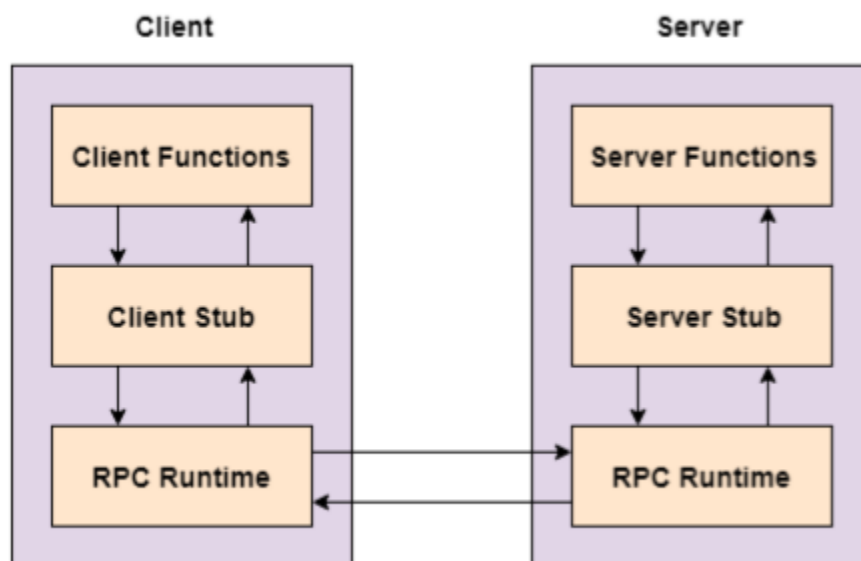 Client
Server
Client Functions
Server Functions
Client Stub
Server Stub
RPC Runtime
RPC Runtime